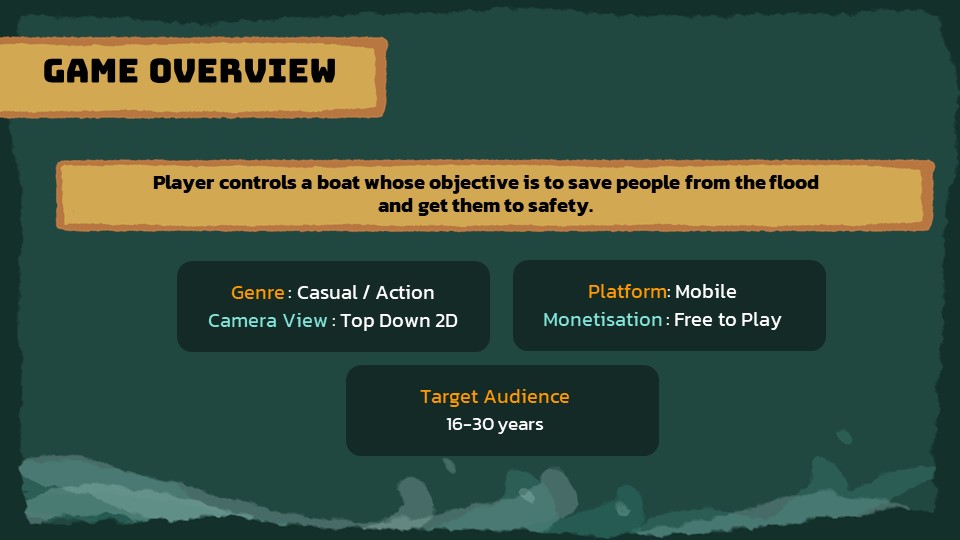 GAME OVERVIEW
Player controls a boat whose objective is to save people from the flood
and get them to safety.
Genre : Casual / Action
Camera View : Top Down 2D
Platform: Mobile
Monetisation : Free to Play
Target Audience
16-30 years